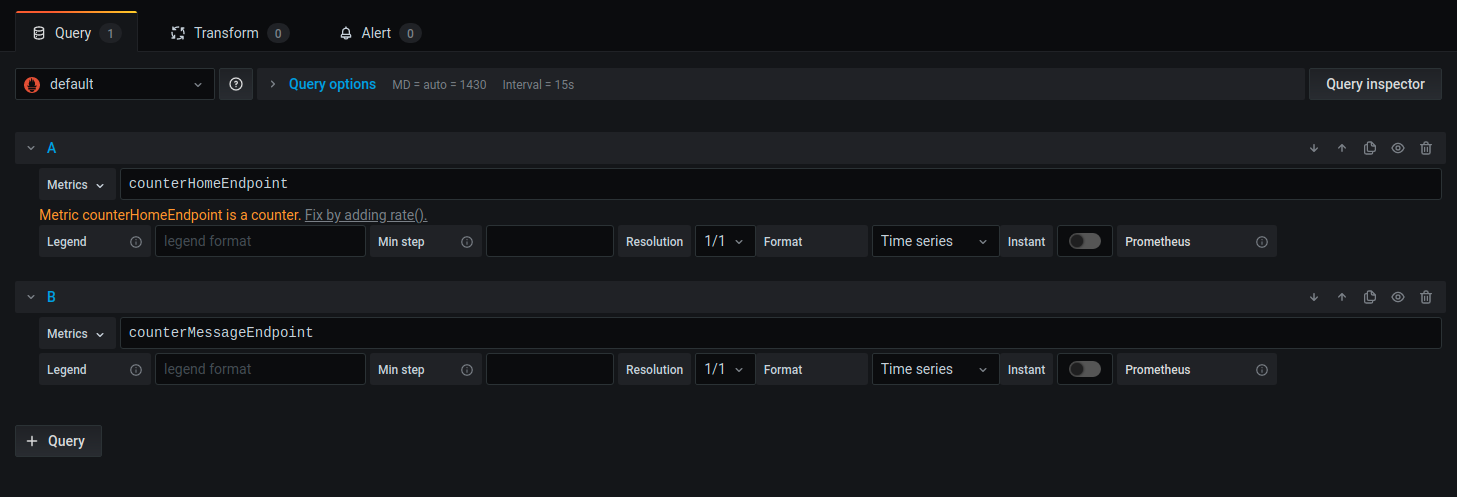 Query 1 Transform 0 Alert 0
default Query options MD = auto = 1430 Interval = 15s Query inspector
A
Metrics counterHomeEndpoint
Metric counterHomeEndpoint is a counter. Fix by adding rate().
Legend legend format Min step Resolution 1/1 Format Time series Instant Prometheus
B
Metrics counterMessageEndpoint
Legend legend format Min step Resolution 1/1 Format Time series Instant Prometheus
+ Query